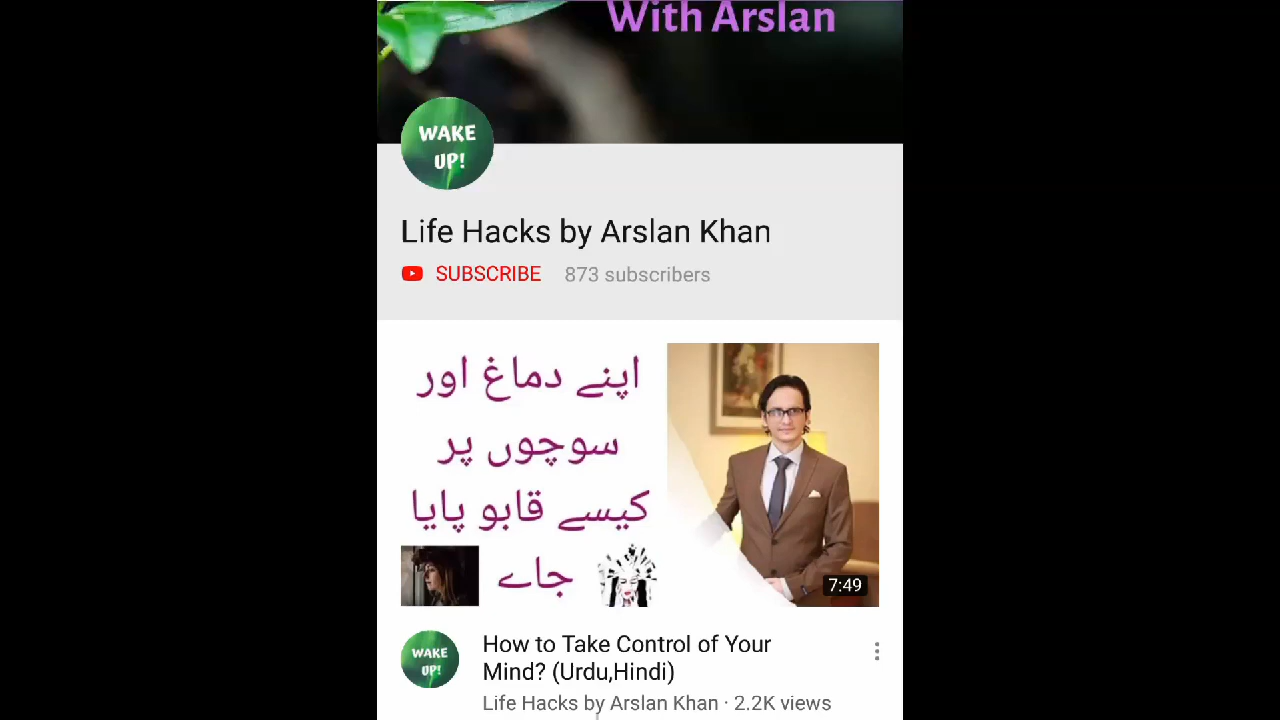 With Arslan
WAKE
UP!
Life Hacks by Arslan Khan
SUBSCRIBE 873 subscribers
اپنے دماغ اور
سوچوں پر
کیسے قابو پایا
جاے
7:49
WAKE
UP!
How to Take Control of Your
Mind? (Urdu,Hindi)
Life Hacks by Arslan Khan · 2.2K views